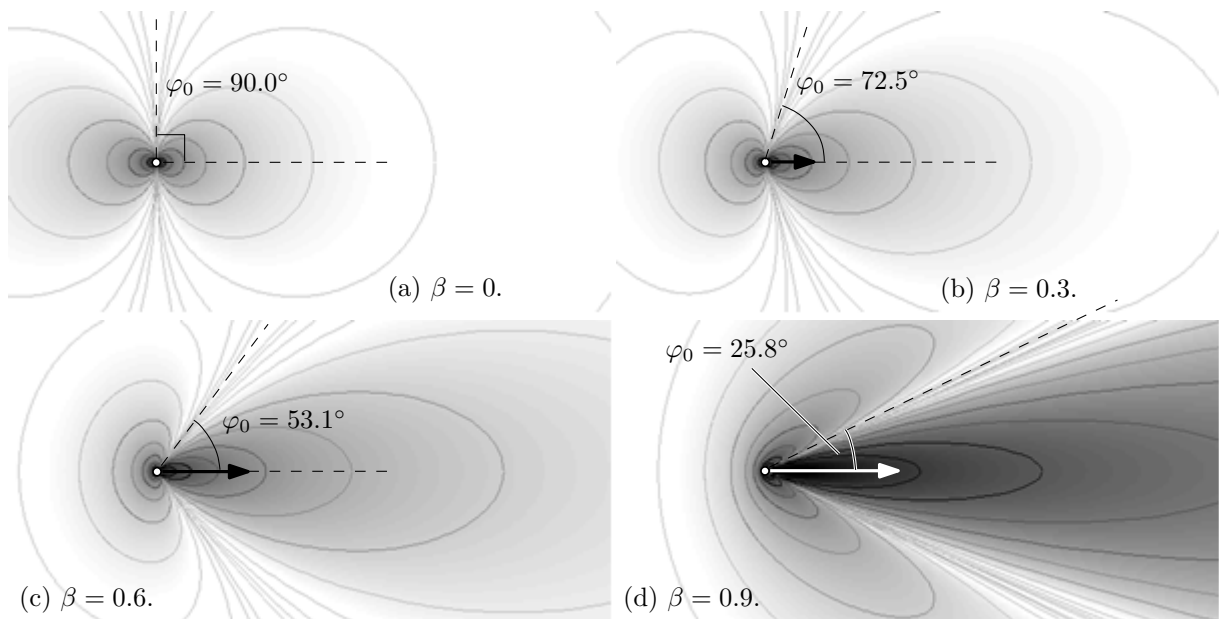 φ₀ = 90.0°
(a) β = 0.
φ₀ = 72.5°
(b) β = 0.3.
φ₀ = 53.1°
(c) β = 0.6.
φ₀ = 25.8°
(d) β = 0.9.